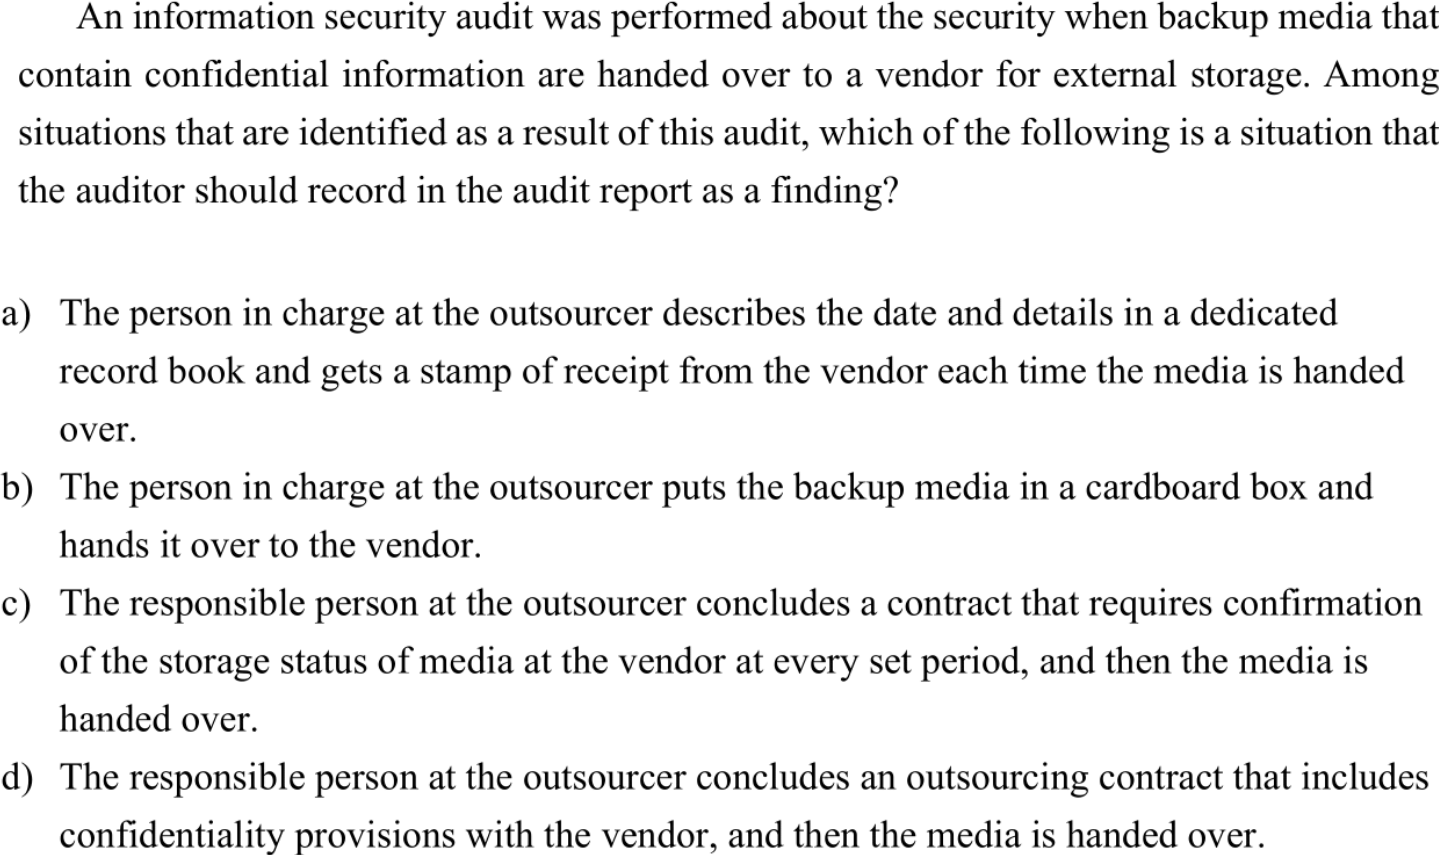 An information security audit was performed about the security when backup media that
contain confidential information are handed over to a vendor for external storage. Among
situations that are identified as a result of this audit, which of the following is a situation that
the auditor should record in the audit report as a finding?
a) The person in charge at the outsourcer describes the date and details in a dedicated
record book and gets a stamp of receipt from the vendor each time the media is handed
over.
b) The person in charge at the outsourcer puts the backup media in a cardboard box and
hands it over to the vendor.
c) The responsible person at the outsourcer concludes a contract that requires confirmation
of the storage status of media at the vendor at every set period, and then the media is
handed over.
d) The responsible person at the outsourcer concludes an outsourcing contract that includes
confidentiality provisions with the vendor, and then the media is handed over.